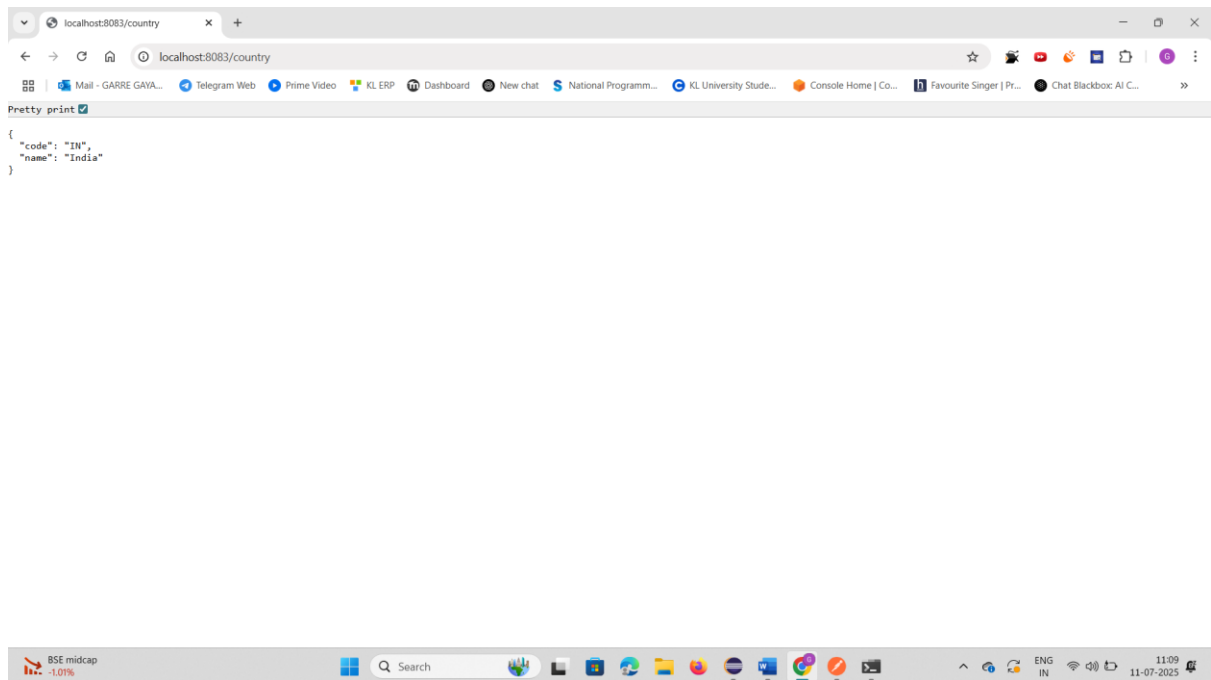 localhost:8083/country
localhost:8083/country
G
Mail - GARRE GAYA... Telegram Web Prime Video KL ERP Dashboard New chat National Programm... KL University Stude... Console Home | Co... Favourite Singer | Pr... Chat Blackbox: AI C... »
Pretty print
{
"code": "IN",
"name": "India"
}
BSE midcap
-1.01%
Search
ENG
IN
11:09
11-07-2025